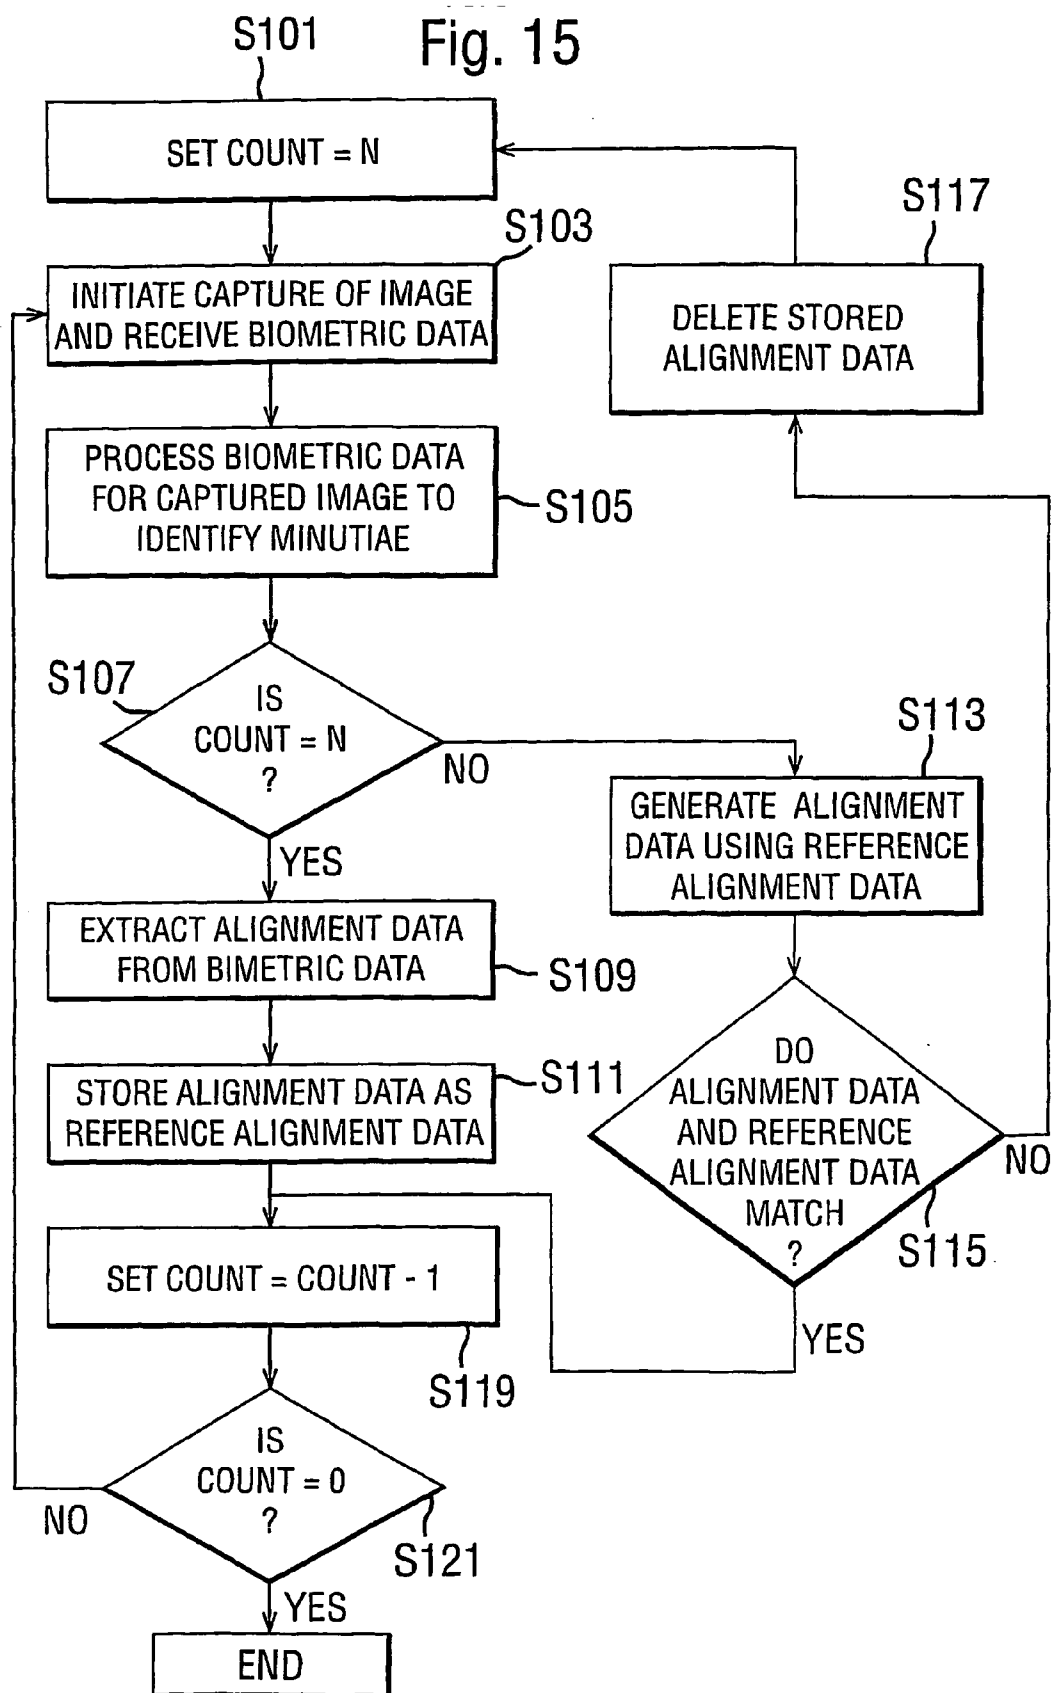 Fig. 15
S101
SET COUNT = N
S103
INITIATE CAPTURE OF IMAGE
AND RECEIVE BIOMETRIC DATA
S117
DELETE STORED
ALIGNMENT DATA
PROCESS BIOMETRIC DATA
FOR CAPTURED IMAGE TO
IDENTIFY MINUTIAE
S105
S107
IS
COUNT = N
?
NO
YES
S113
GENERATE ALIGNMENT
DATA USING REFERENCE
ALIGNMENT DATA
EXTRACT ALIGNMENT DATA
FROM BIMETRIC DATA
S109
STORE ALIGNMENT DATA AS
REFERENCE ALIGNMENT DATA
S111
DO
ALIGNMENT DATA
AND REFERENCE
ALIGNMENT DATA
MATCH
?
NO
S115
YES
SET COUNT = COUNT - 1
S119
IS
COUNT = 0
?
NO
S121
YES
END